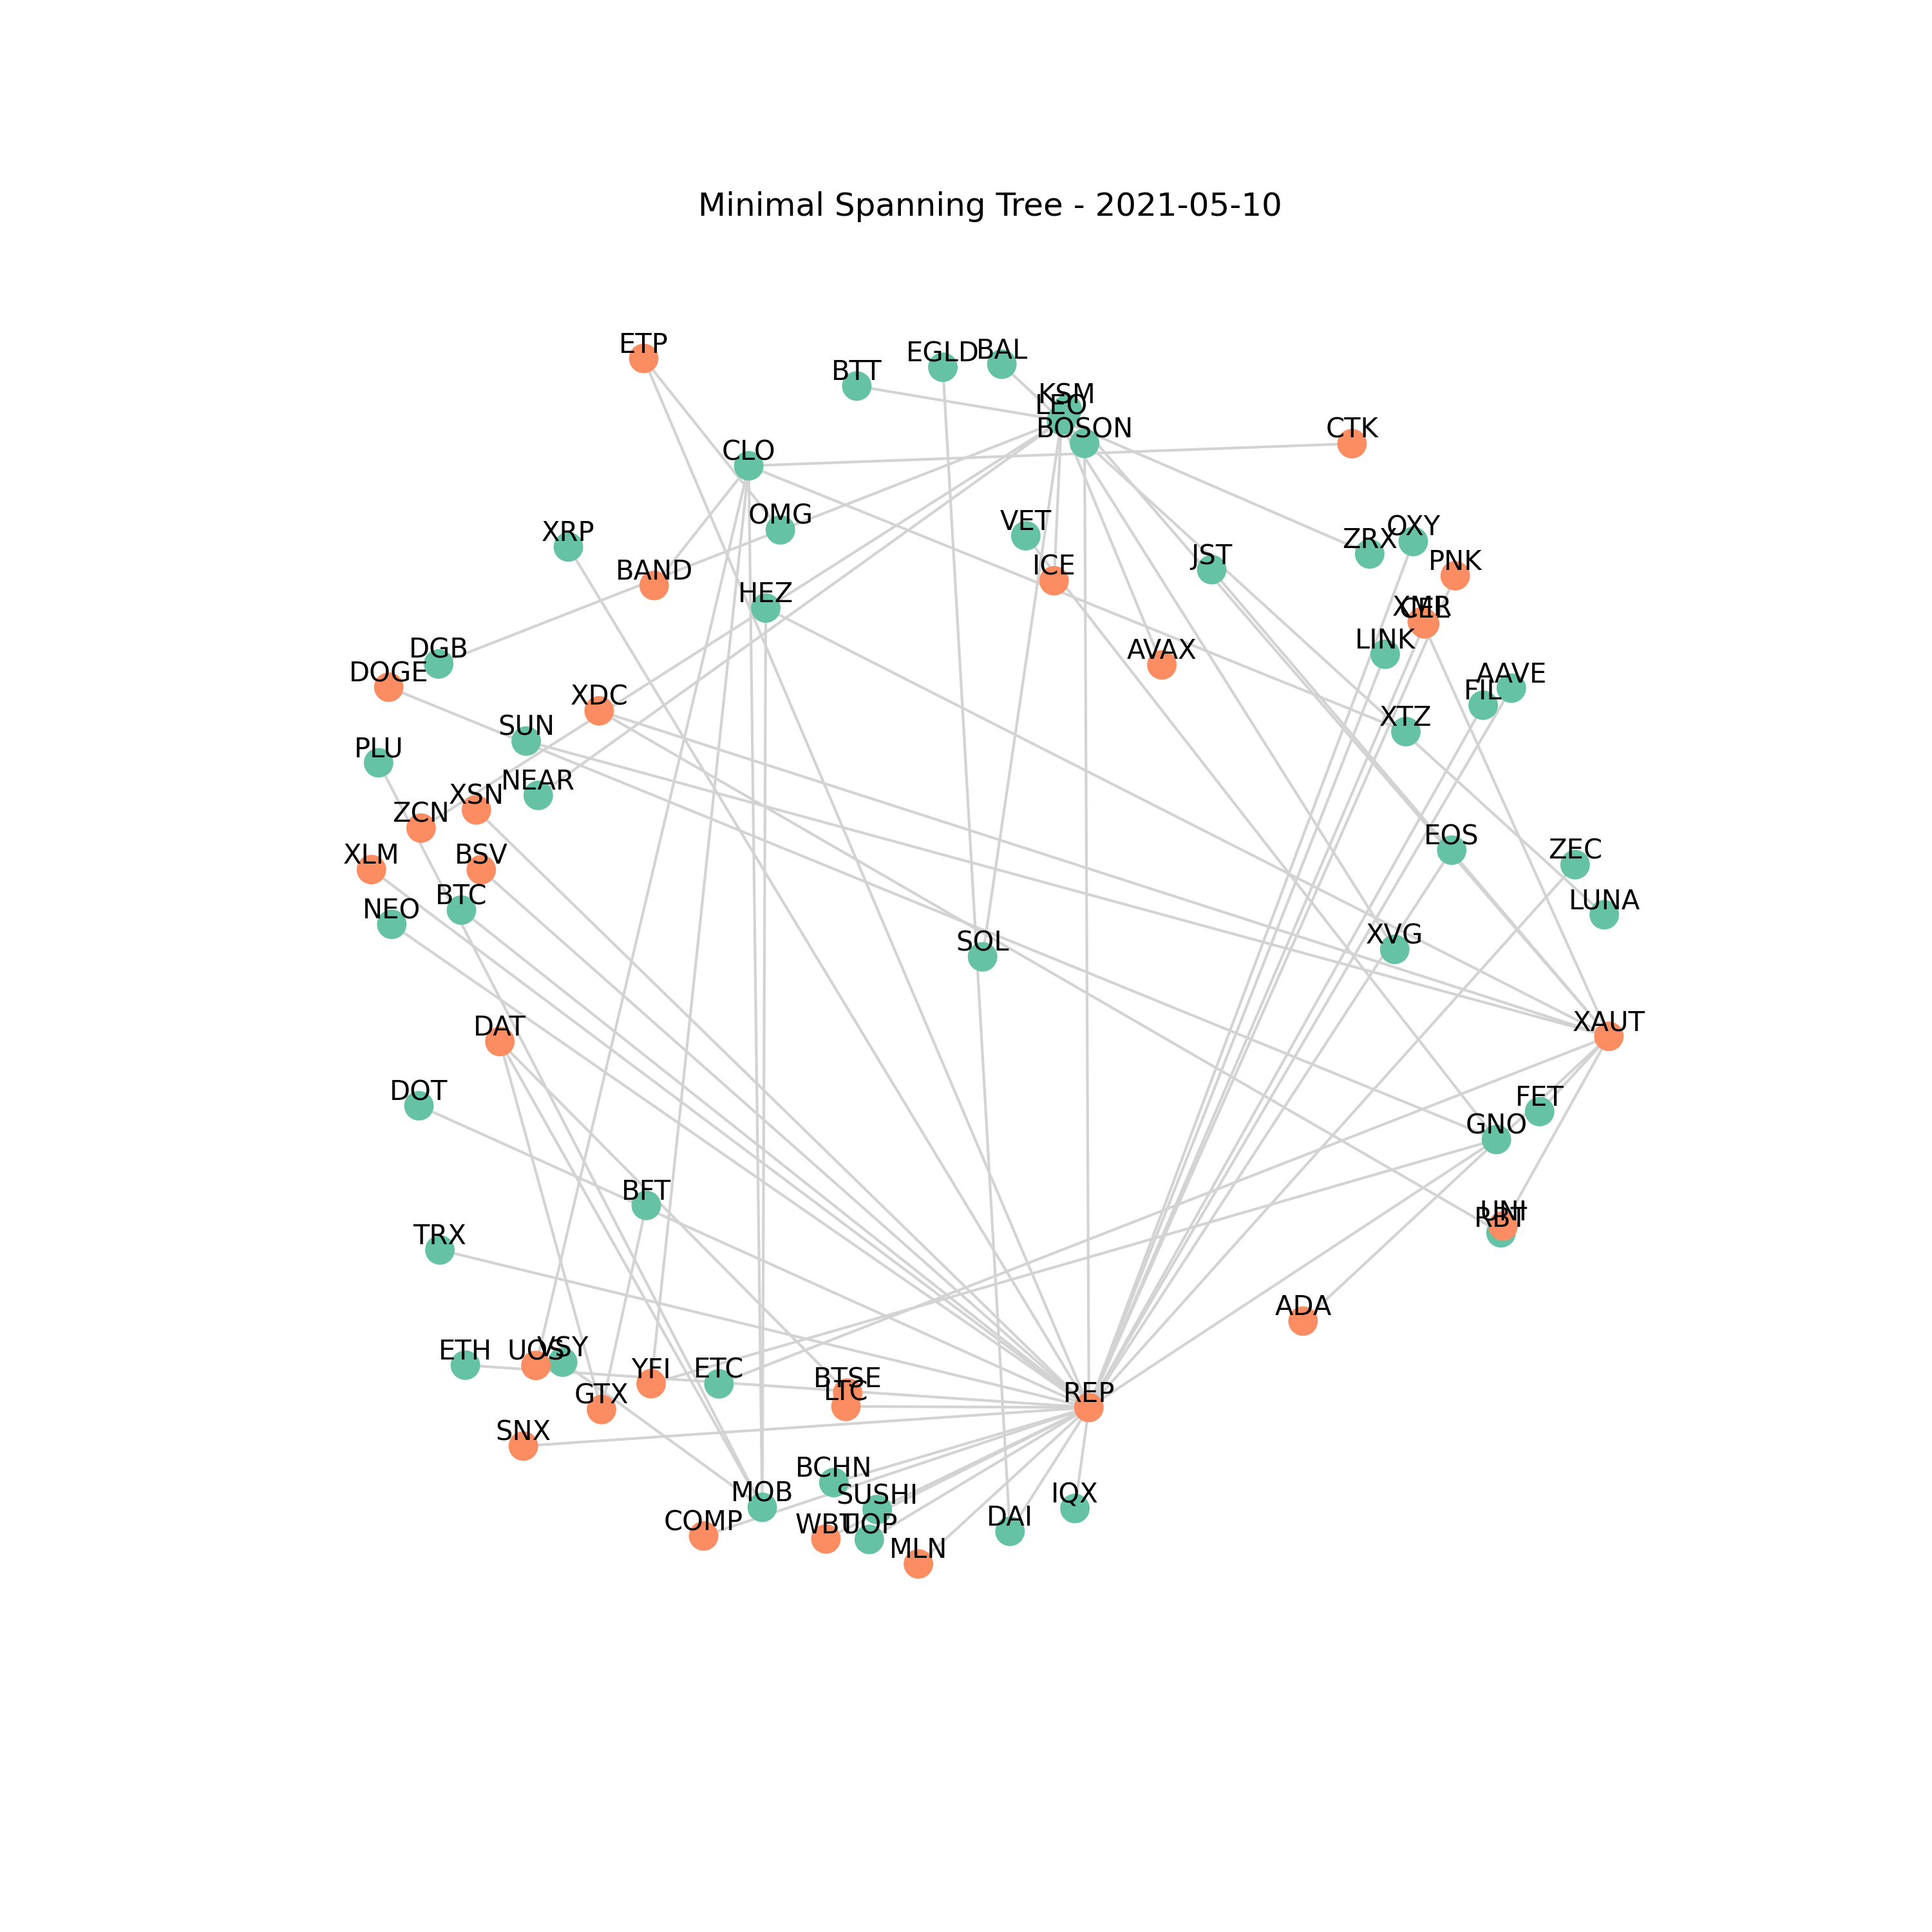 Minimal Spanning Tree - 2021-05-10
ETP
BTT
EGLD
BAL
KSM
LEO
BOSON
CTK
CLO
OMG
XRP
BAND
VET
ICE
JST
ZRX
OXY
PNK
HEZ
XMR
CEL
LINK
AVAX
DGB
DOGE
AAVE
FIL
XDC
XTZ
SUN
PLU
NEAR
XSN
ZCN
EOS
ZEC
XLM
BSV
BTC
NEO
LUNA
XVG
SOL
XAUT
DAT
DOT
FET
GNO
BFT
UNI
RBT
TRX
ADA
ETH
UOS
VSY
YFI
ETC
BTSE
LTC
REP
GTX
SNX
BCHN
MOB
SUSHI
IQX
COMP
WBT
UOP
DAI
MLN